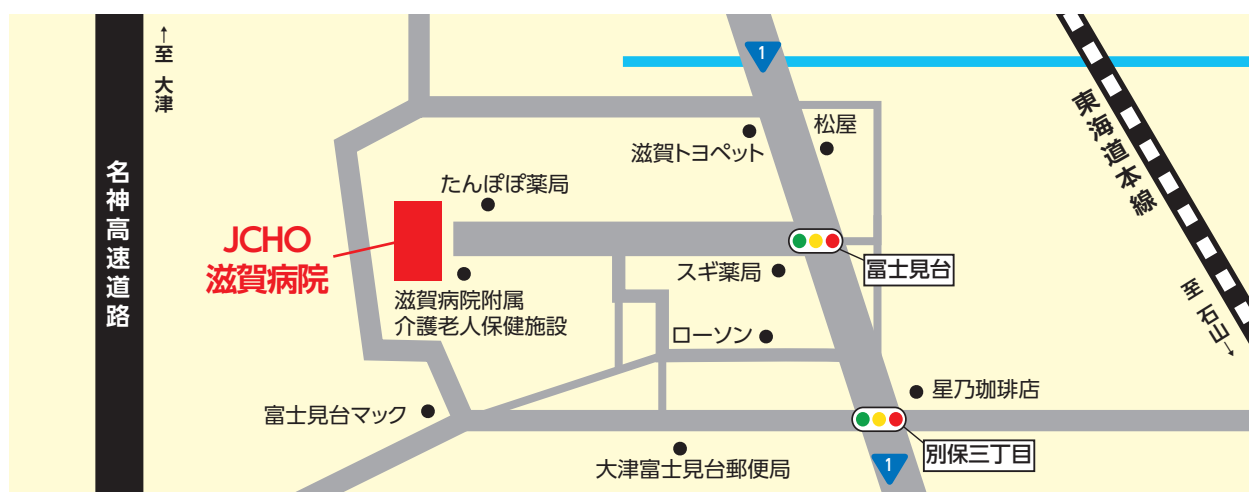 ↑至 大津
名神高速道路
1
松屋
滋賀トヨペット
東海道本線
たんぽぽ薬局
JCHO
滋賀病院
富士見台
スギ薬局
滋賀病院附属
介護老人保健施設
至 石山→
ローソン
星乃珈琲店
富士見台マック
別保三丁目
大津富士見台郵便局
1